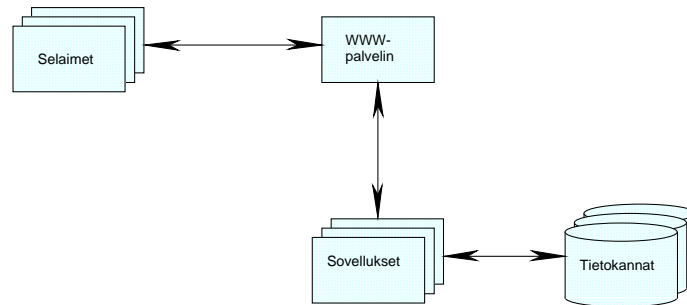 Selaimet
WWW-
palvelin
Sovellukset
Tietokannat